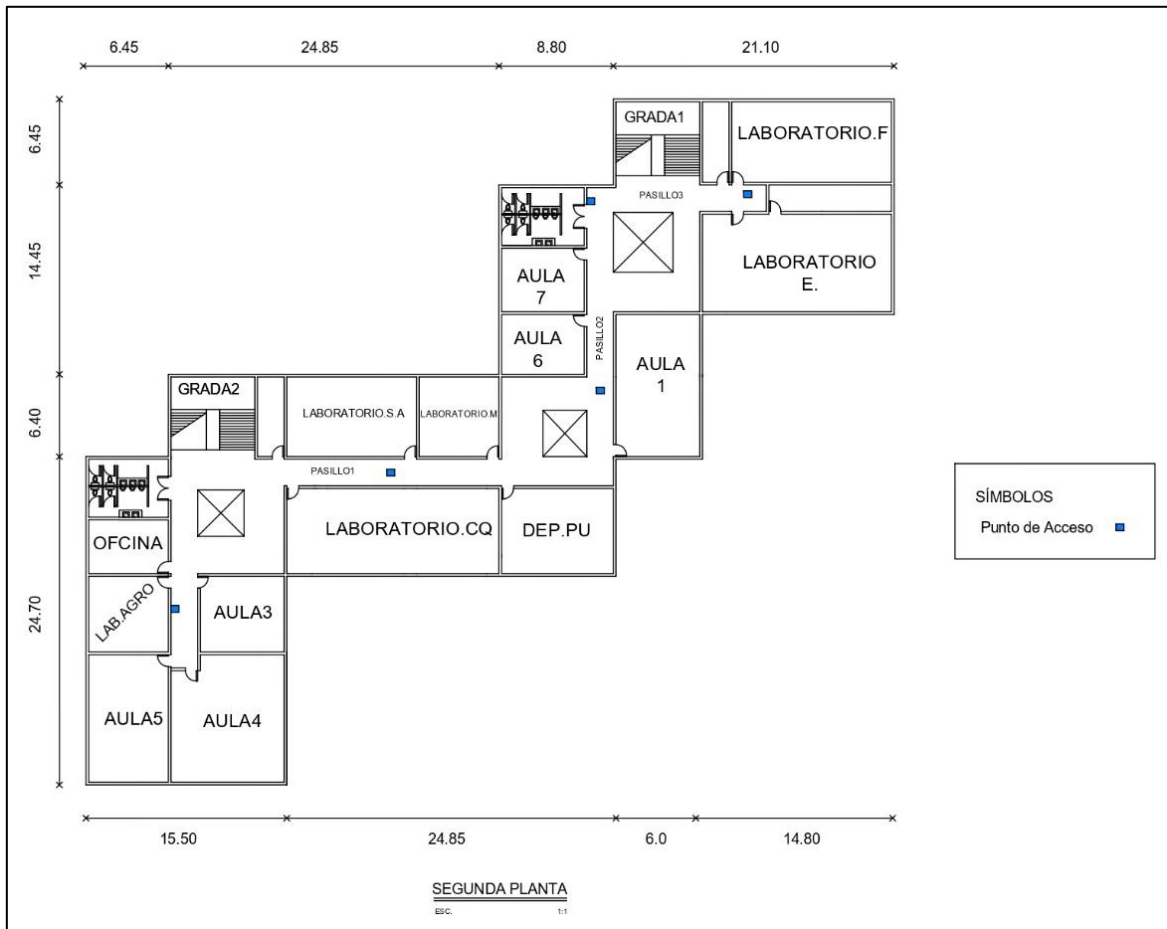 6.45
24.85
8.80
21.10
6.45
14.45
6.40
24.70
GRADA1
LABORATORIO.F
PASILLO3
AULA
7
LABORATORIO
E.
AULA
6
PASILLO2
AULA
1
GRADA2
LABORATORIO.S.A
LABORATORIO.M
PASILLO1
LABORATORIO.CQ
DEP.PU
OFCINA
LAB.AGRO
AULA3
AULA5
AULA4
SÍMBOLOS
Punto de Acceso
15.50
24.85
6.0
14.80
SEGUNDA PLANTA
ESC.
1:1